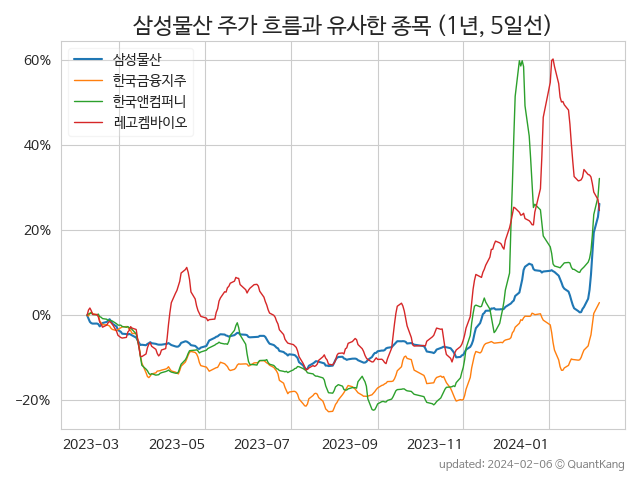 삼성물산 주가 흐름과 유사한 종목 (1년, 5일선)
삼성물산
한국금융지주
한국앤컴퍼니
레고켐바이오
60%
40%
20%
0%
−20%
2023-03 2023-05 2023-07 2023-09 2023-11 2024-01
updated: 2024-02-06 © QuantKang